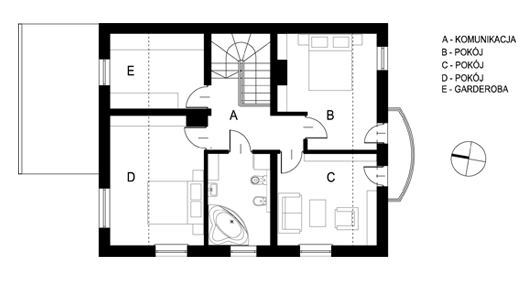 A - KOMUNIKACJA
B - POKÓJ
C - POKÓJ
D - POKÓJ
E - GARDEROBA
E
A
B
D
C